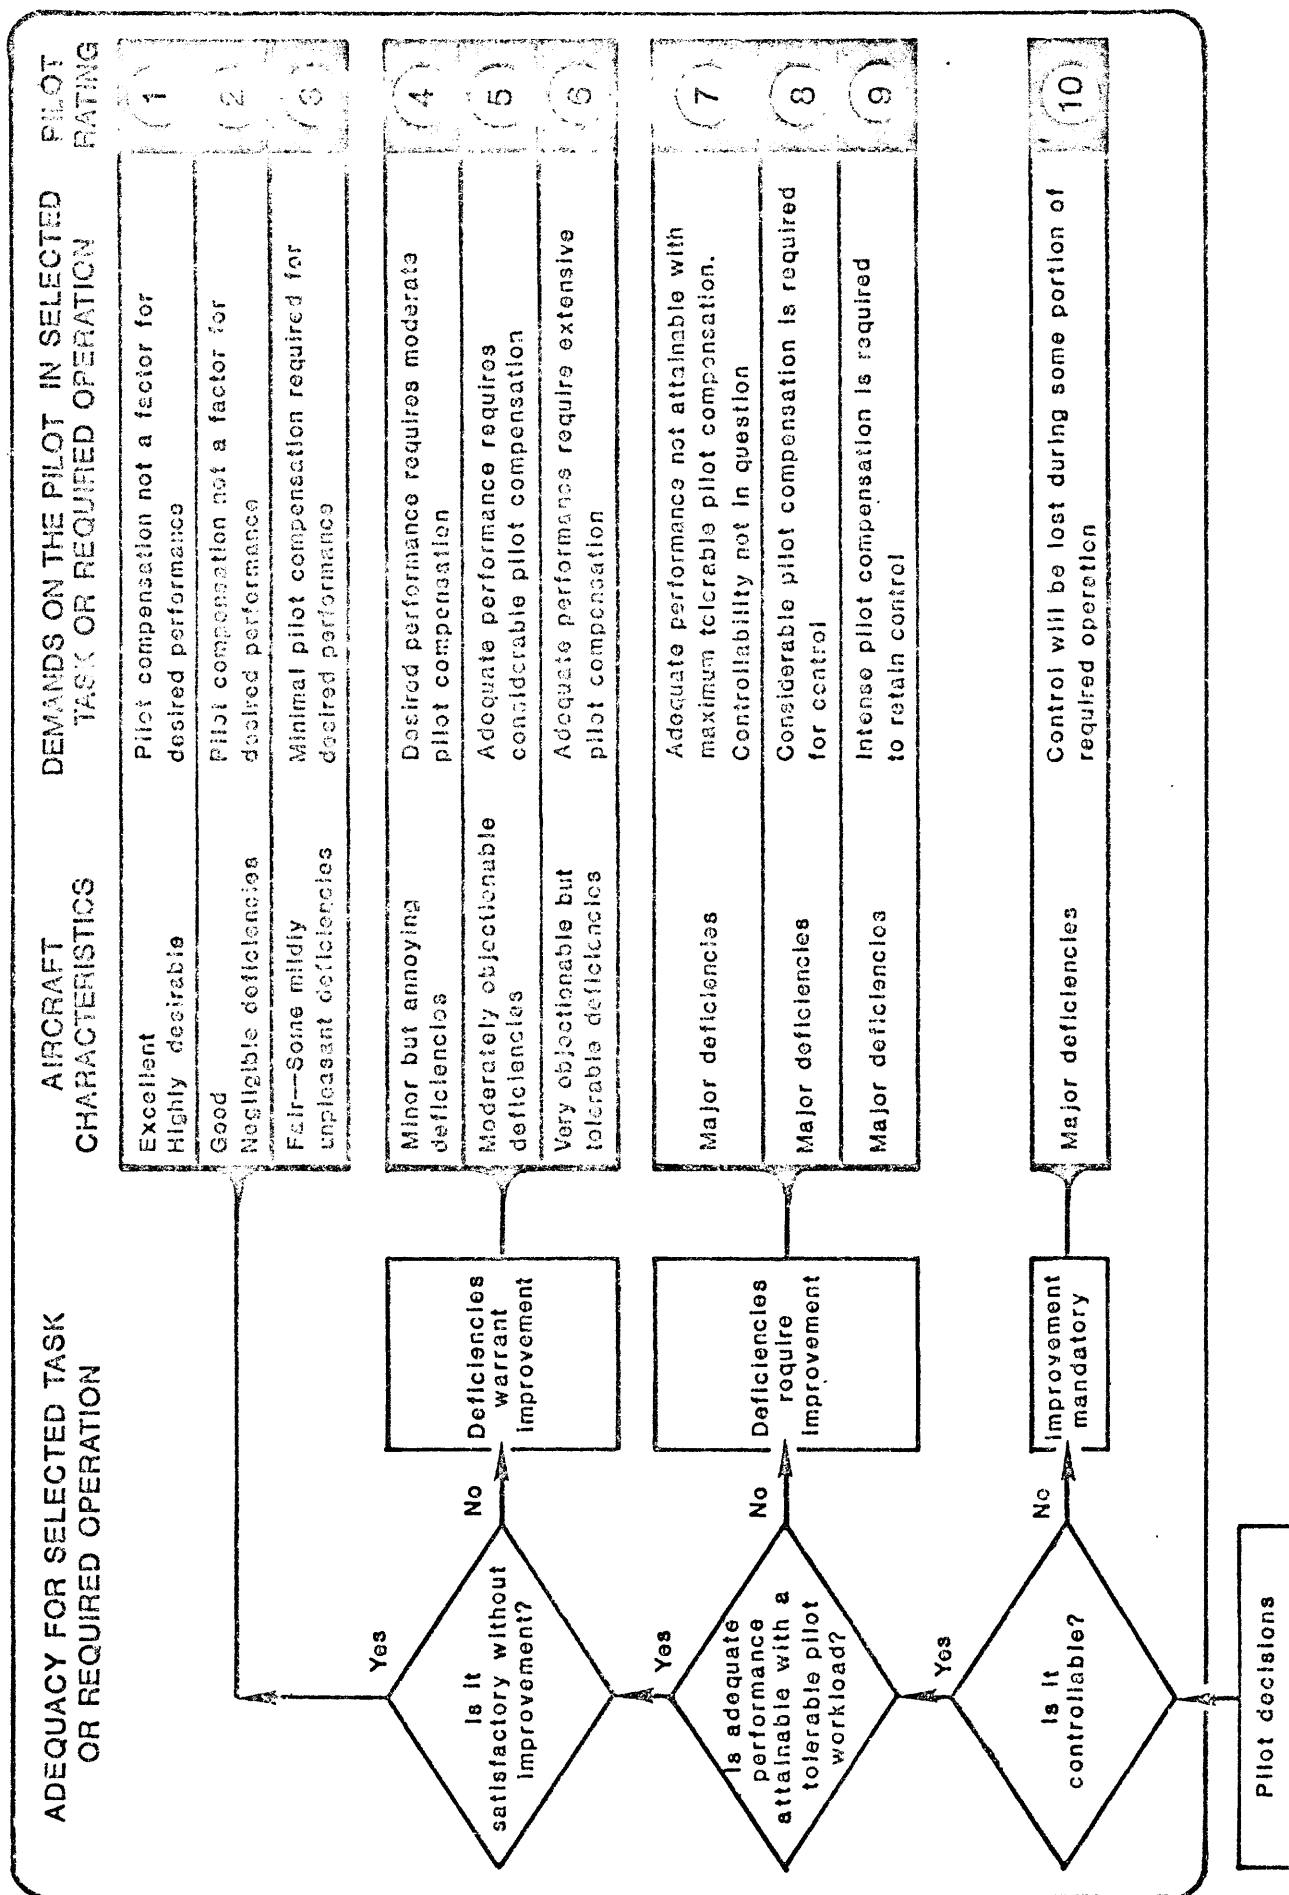 ADEQUACY FOR SELECTED TASK
OR REQUIRED OPERATION
AIRCRAFT
CHARACTERISTICS
DEMANDS ON THE PILOT IN SELECTED
TASK OR REQUIRED OPERATION
PILOT
RATING
Excellent
Highly desirable
Pilot compensation not a factor for
desired performance
1
Good
Negligible deficiencies
Pilot compensation not a factor for
desired performance
2
Fair—Some mildly
unpleasant deficiencies
Minimal pilot compensation required for
desired performance
3
Yes
Is it
satisfactory without
improvement?
No
Deficiencies
warrant
improvement
Minor but annoying
deficiencies
Desired performance requires moderate
pilot compensation
4
Moderately objectionable
deficiencies
Adequate performance requires
considerable pilot compensation
5
Very objectionable but
tolerable deficiencies
Adequate performance require extensive
pilot compensation
6
Yes
Is adequate
performance
attainable with a
tolerable pilot
workload?
No
Deficiencies
require
improvement
Major deficiencies
Adequate performance not attainable with
maximum tolerable pilot compensation.
Controllability not in question
7
Major deficiencies
Considerable pilot compensation is required
for control
8
Major deficiencies
Intense pilot compensation is required
to retain control
9
Yes
Is it
controllable?
No
Improvement
mandatory
Major deficiencies
Control will be lost during some portion of
required operation
10
Pilot decisions